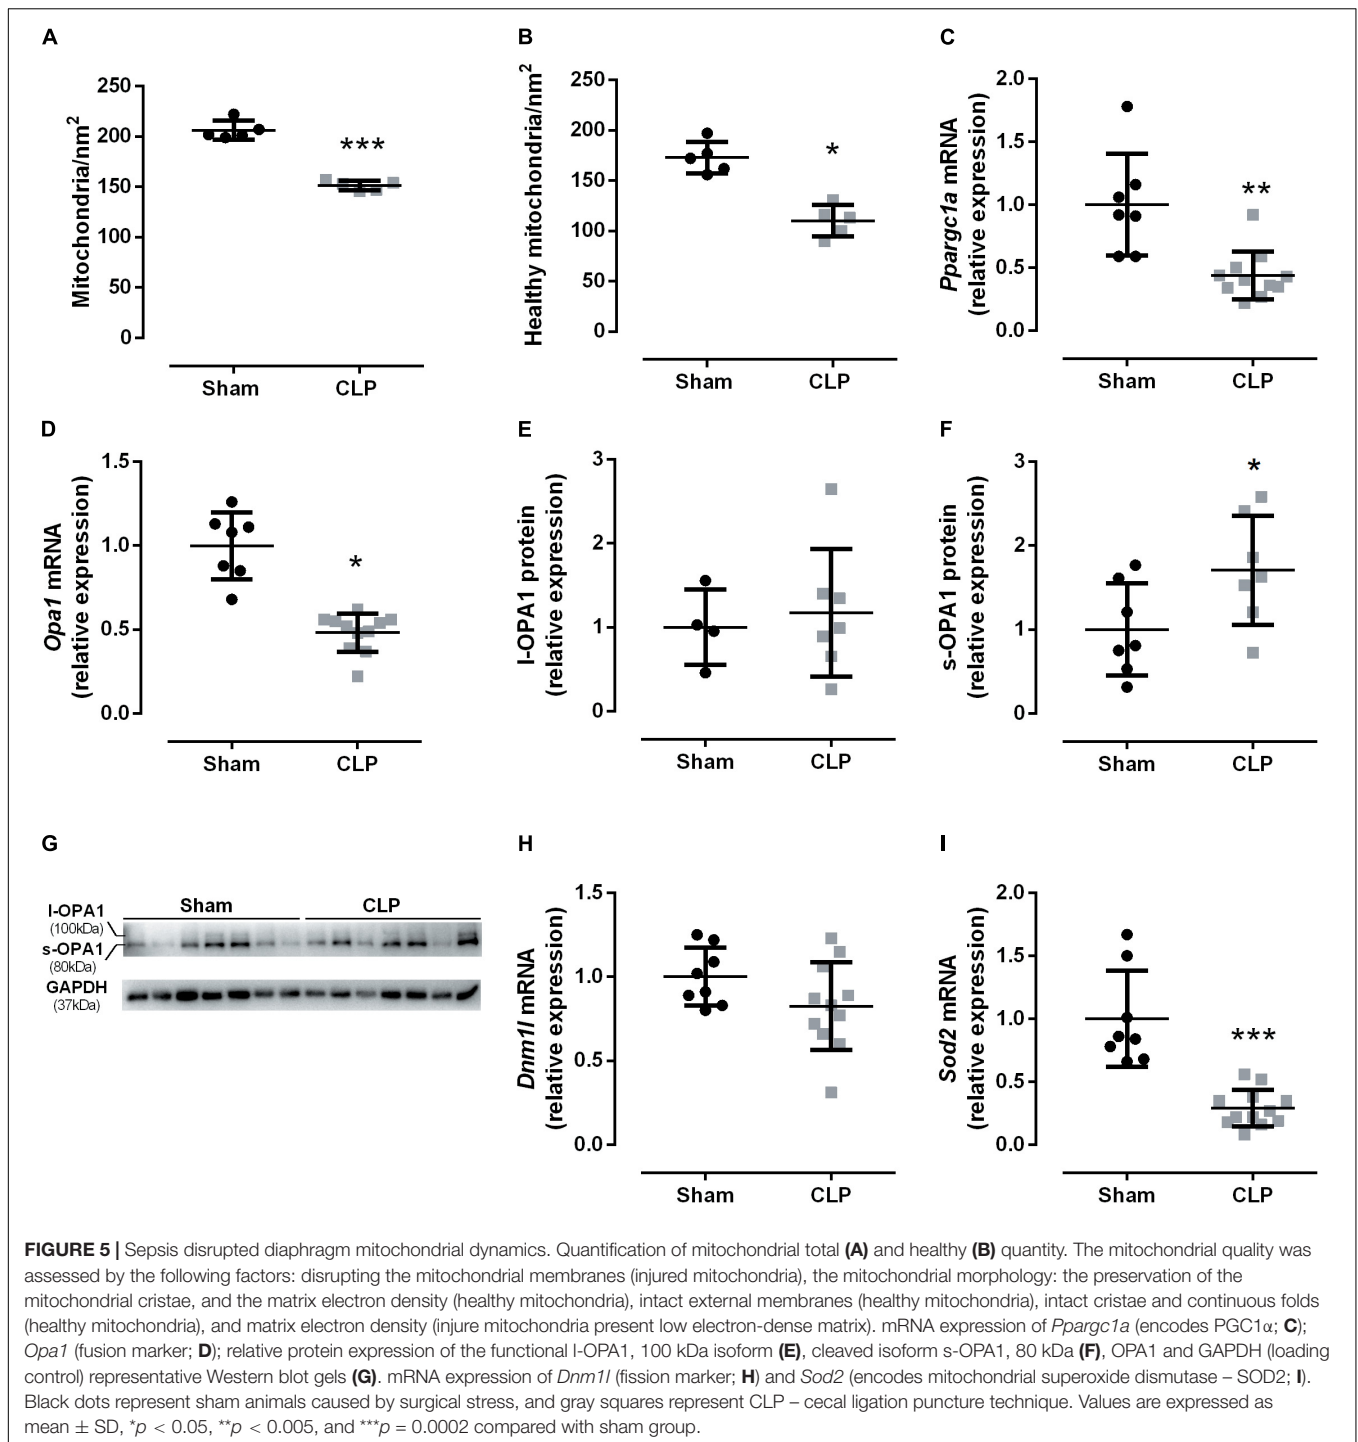 A
Mitochondria/nm²
250
200
150
100
50
0
***
Sham
CLP
B
Healthy mitochondria/nm²
250
200
150
100
50
0
*
Sham
CLP
C
Ppargc1a mRNA
(relative expression)
2.0
1.5
1.0
0.5
0.0
**
Sham
CLP
D
Opa1 mRNA
(relative expression)
1.5
1.0
0.5
0.0
*
Sham
CLP
E
l-OPA1 protein
(relative expression)
3
2
1
0
Sham
CLP
F
s-OPA1 protein
(relative expression)
3
2
1
0
*
Sham
CLP
G
Sham
CLP
l-OPA1
(100kDa)
s-OPA1
(80kDa)
GAPDH
(37kDa)
H
Dnm1l mRNA
(relative expression)
1.5
1.0
0.5
0.0
Sham
CLP
I
Sod2 mRNA
(relative expression)
2.0
1.5
1.0
0.5
0.0
***
Sham
CLP
FIGURE 5 | Sepsis disrupted diaphragm mitochondrial dynamics. Quantification of mitochondrial total (A) and healthy (B) quantity. The mitochondrial quality was
assessed by the following factors: disrupting the mitochondrial membranes (injured mitochondria), the mitochondrial morphology: the preservation of the
mitochondrial cristae, and the matrix electron density (healthy mitochondria), intact external membranes (healthy mitochondria), intact cristae and continuous folds
(healthy mitochondria), and matrix electron density (injure mitochondria present low electron-dense matrix). mRNA expression of Ppargc1a (encodes PGC1α; C);
Opa1 (fusion marker; D); relative protein expression of the functional l-OPA1, 100 kDa isoform (E), cleaved isoform s-OPA1, 80 kDa (F), OPA1 and GAPDH (loading
control) representative Western blot gels (G). mRNA expression of Dnm1l (fission marker; H) and Sod2 (encodes mitochondrial superoxide dismutase – SOD2; I).
Black dots represent sham animals caused by surgical stress, and gray squares represent CLP – cecal ligation puncture technique. Values are expressed as
mean ± SD, *p < 0.05, **p < 0.005, and ***p = 0.0002 compared with sham group.